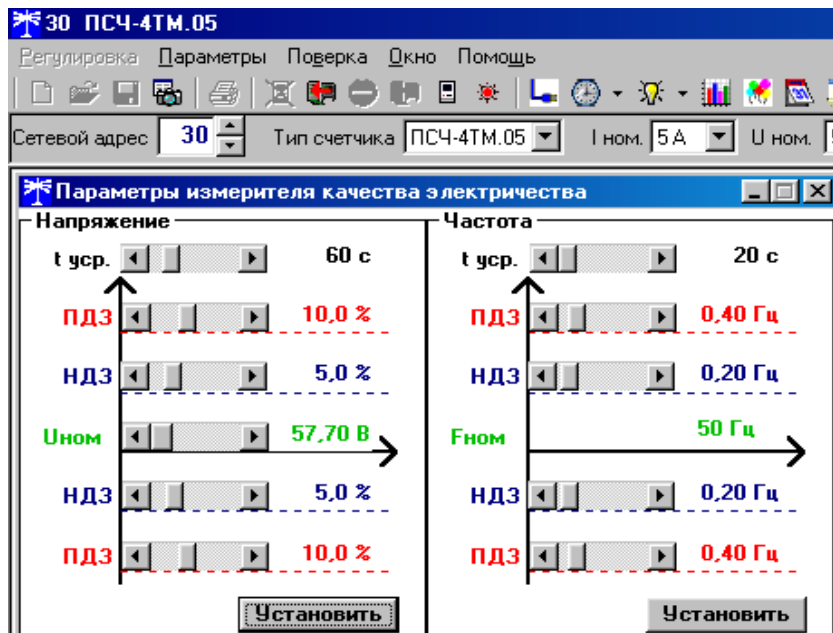 30 ПСЧ-4ТМ.05
Регулировка Параметры Поверка Окно Помощь
Сетевой адрес 30 Тип счетчика ПСЧ-4ТМ.05 I ном. 5 А U ном.
Параметры измерителя качества электричества
Напряжение
t уср. 60 с
ПДЗ 10,0 %
НДЗ 5,0 %
Uном 57,70 В
НДЗ 5,0 %
ПДЗ 10,0 %
Установить
Частота
t уср. 20 с
ПДЗ 0,40 Гц
НДЗ 0,20 Гц
Fном 50 Гц
НДЗ 0,20 Гц
ПДЗ 0,40 Гц
Установить